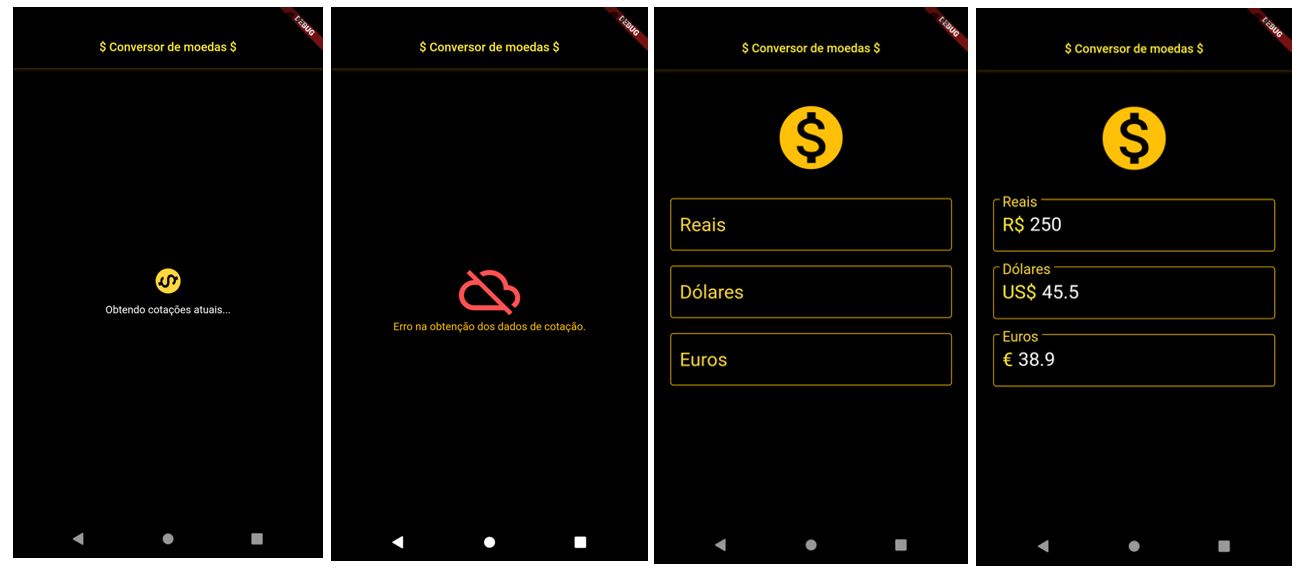 DEBUG
$ Conversor de moedas $
Obtendo cotações atuais...
DEBUG
$ Conversor de moedas $
Erro na obtenção dos dados de cotação.
DEBUG
$ Conversor de moedas $
$
Reais
Dólares
Euros
DEBUG
$ Conversor de moedas $
$
Reais
R$ 250
Dólares
US$ 45.5
Euros
€ 38.9